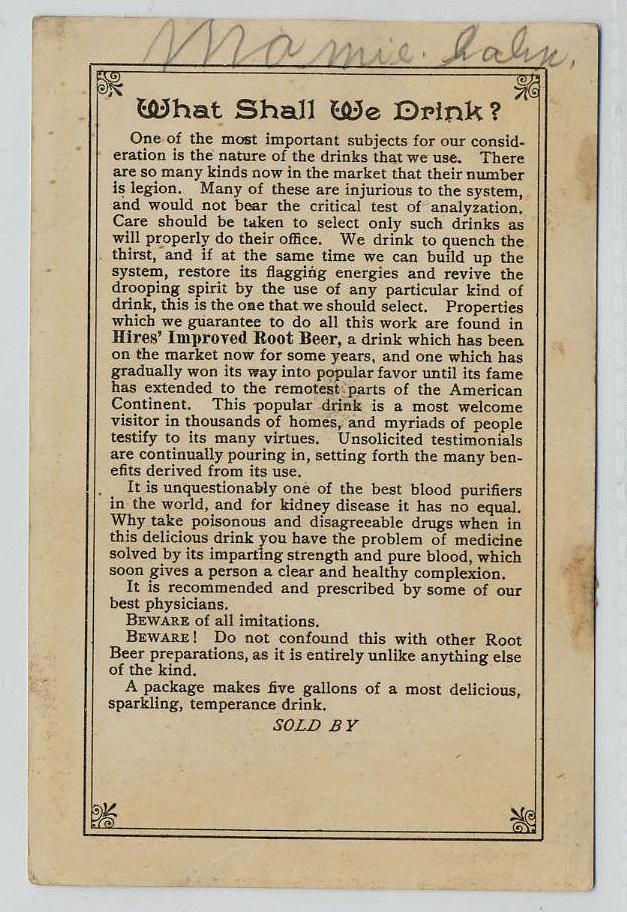 Mamie.
What Shall We Drink?
One of the most important subjects for our consid-
eration is the nature of the drinks that we use. There
are so many kinds now in the market that their number
is legion. Many of these are injurious to the system,
and would not bear the critical test of analyzation.
Care should be taken to select only such drinks as
will properly do their office. We drink to quench the
thirst, and if at the same time we can build up the
system, restore its flagging energies and revive the
drooping spirit by the use of any particular kind of
drink, this is the one that we should select. Properties
which we guarantee to do all this work are found in
Hires' Improved Root Beer, a drink which has been
on the market now for some years, and one which has
gradually won its way into popular favor until its fame
has extended to the remotest parts of the American
Continent. This popular drink is a most welcome
visitor in thousands of homes, and myriads of people
testify to its many virtues. Unsolicited testimonials
are continually pouring in, setting forth the many ben-
efits derived from its use.
It is unquestionably one of the best blood purifiers
in the world, and for kidney disease it has no equal.
Why take poisonous and disagreeable drugs when in
this delicious drink you have the problem of medicine
solved by its imparting strength and pure blood, which
soon gives a person a clear and healthy complexion.
It is recommended and prescribed by some of our
best physicians.
BEWARE of all imitations.
BEWARE! Do not confound this with other Root
Beer preparations, as it is entirely unlike anything else
of the kind.
A package makes five gallons of a most delicious,
sparkling, temperance drink.
SOLD BY